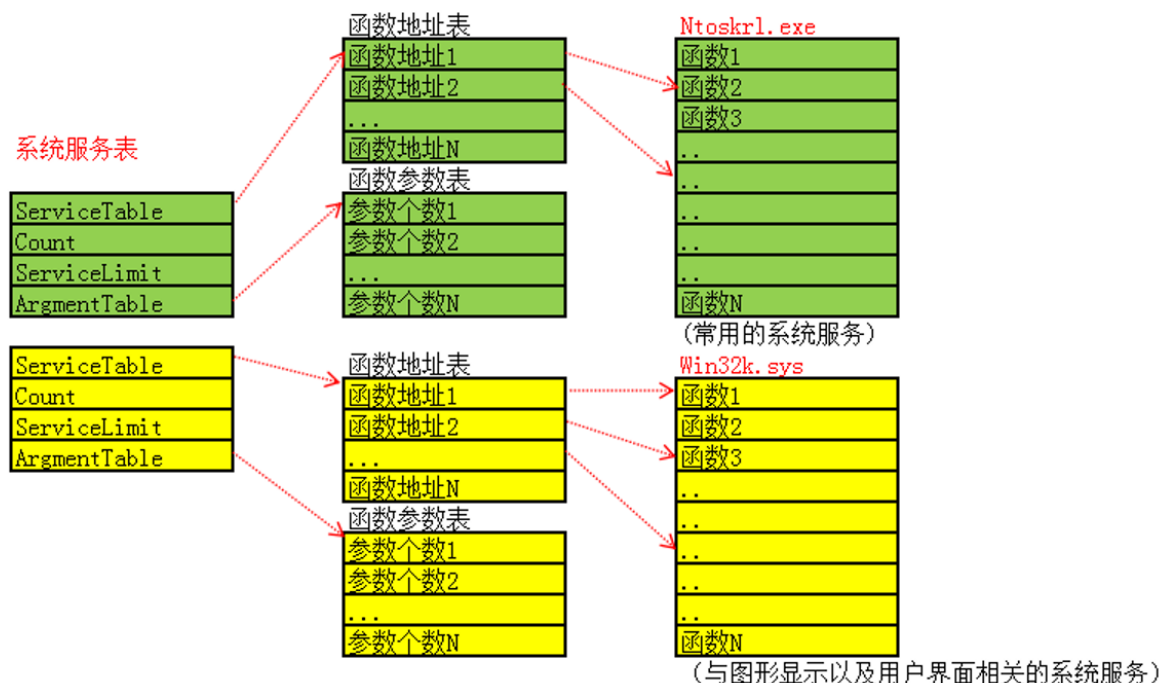 系统服务表
ServiceTable
Count
ServiceLimit
ArgmentTable
函数地址表
函数地址1
函数地址2
...
函数地址N
函数参数表
参数个数1
参数个数2
...
参数个数N
Ntoskrl.exe
函数1
函数2
函数3
..
..
..
..
..
函数N
(常用的系统服务)
ServiceTable
Count
ServiceLimit
ArgmentTable
函数地址表
函数地址1
函数地址2
...
函数地址N
函数参数表
参数个数1
参数个数2
...
参数个数N
Win32k.sys
函数1
函数2
函数3
..
..
..
..
..
函数N
(与图形显示以及用户界面相关的系统服务)